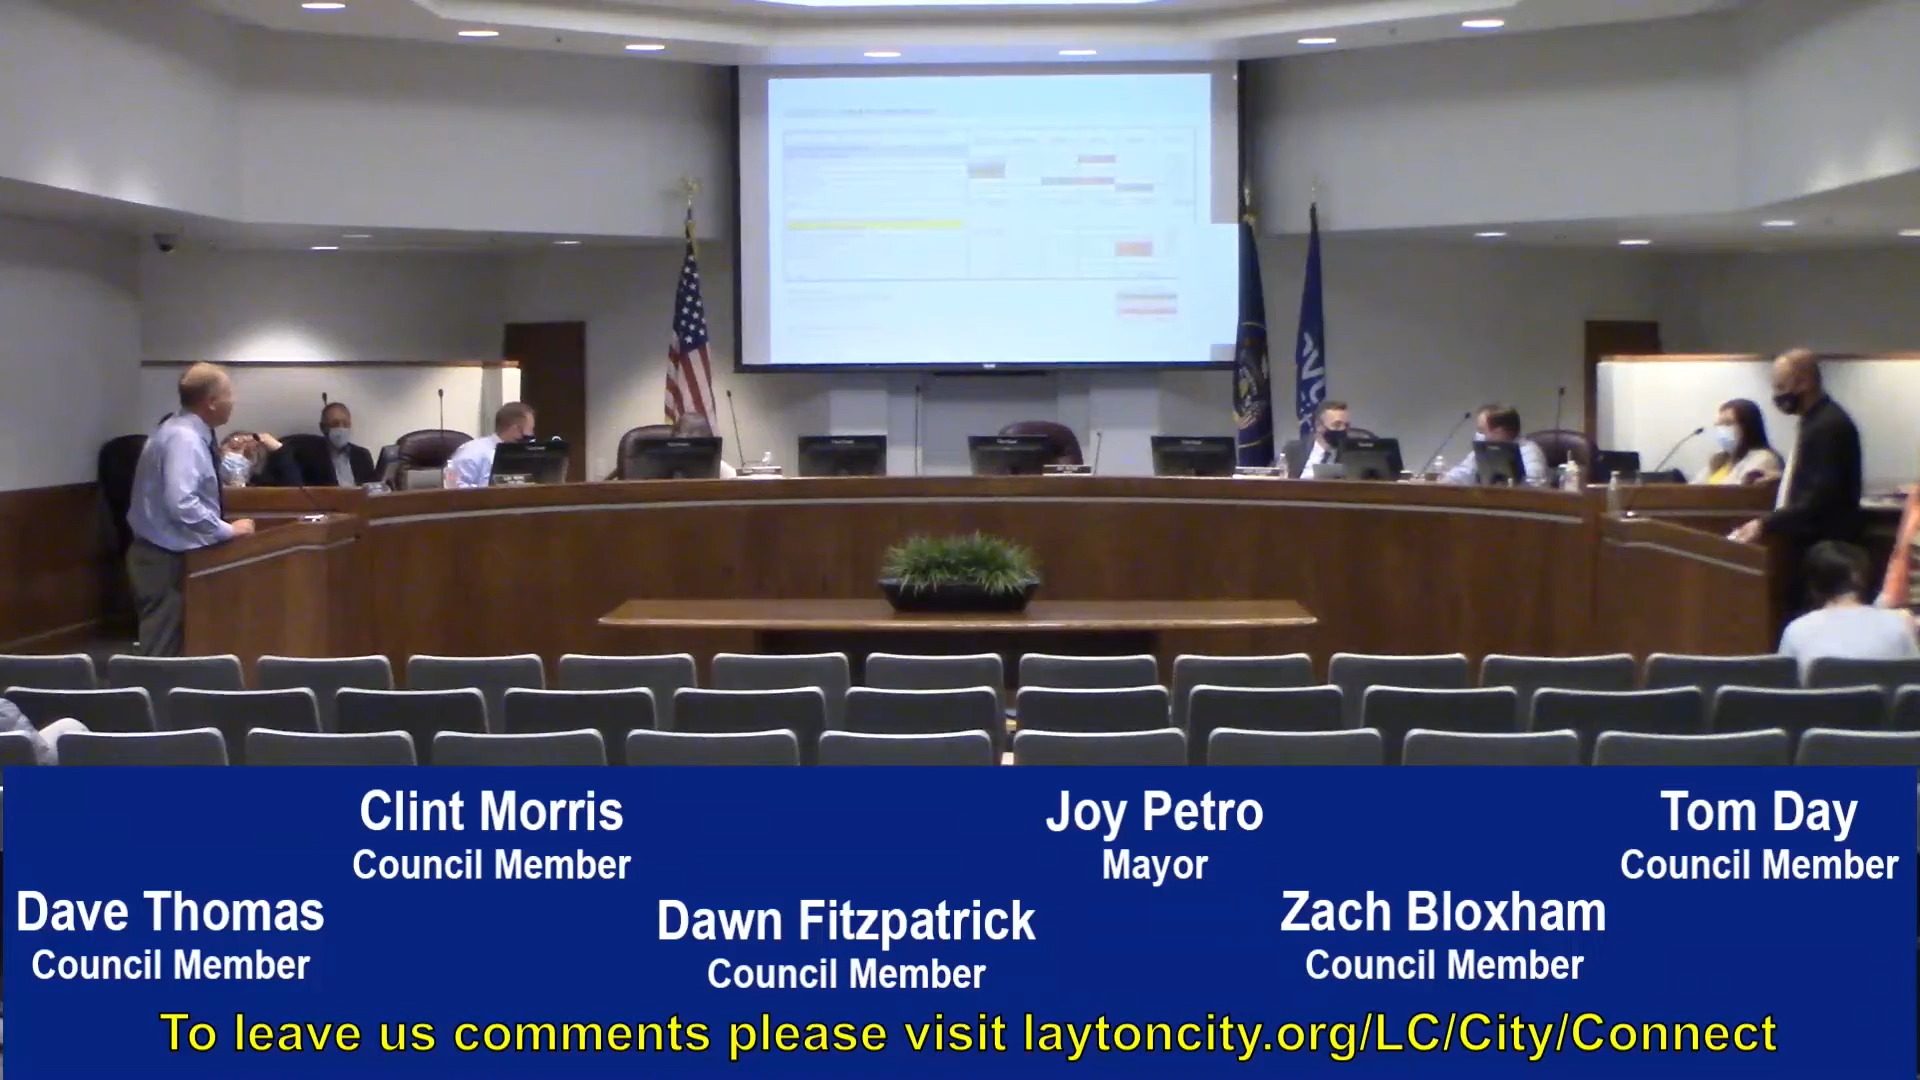 Clint Morris
Council Member
Joy Petro
Mayor
Tom Day
Council Member
Dave Thomas
Council Member
Dawn Fitzpatrick
Council Member
Zach Bloxham
Council Member
To leave us comments please visit laytoncity.org/LC/City/Connect